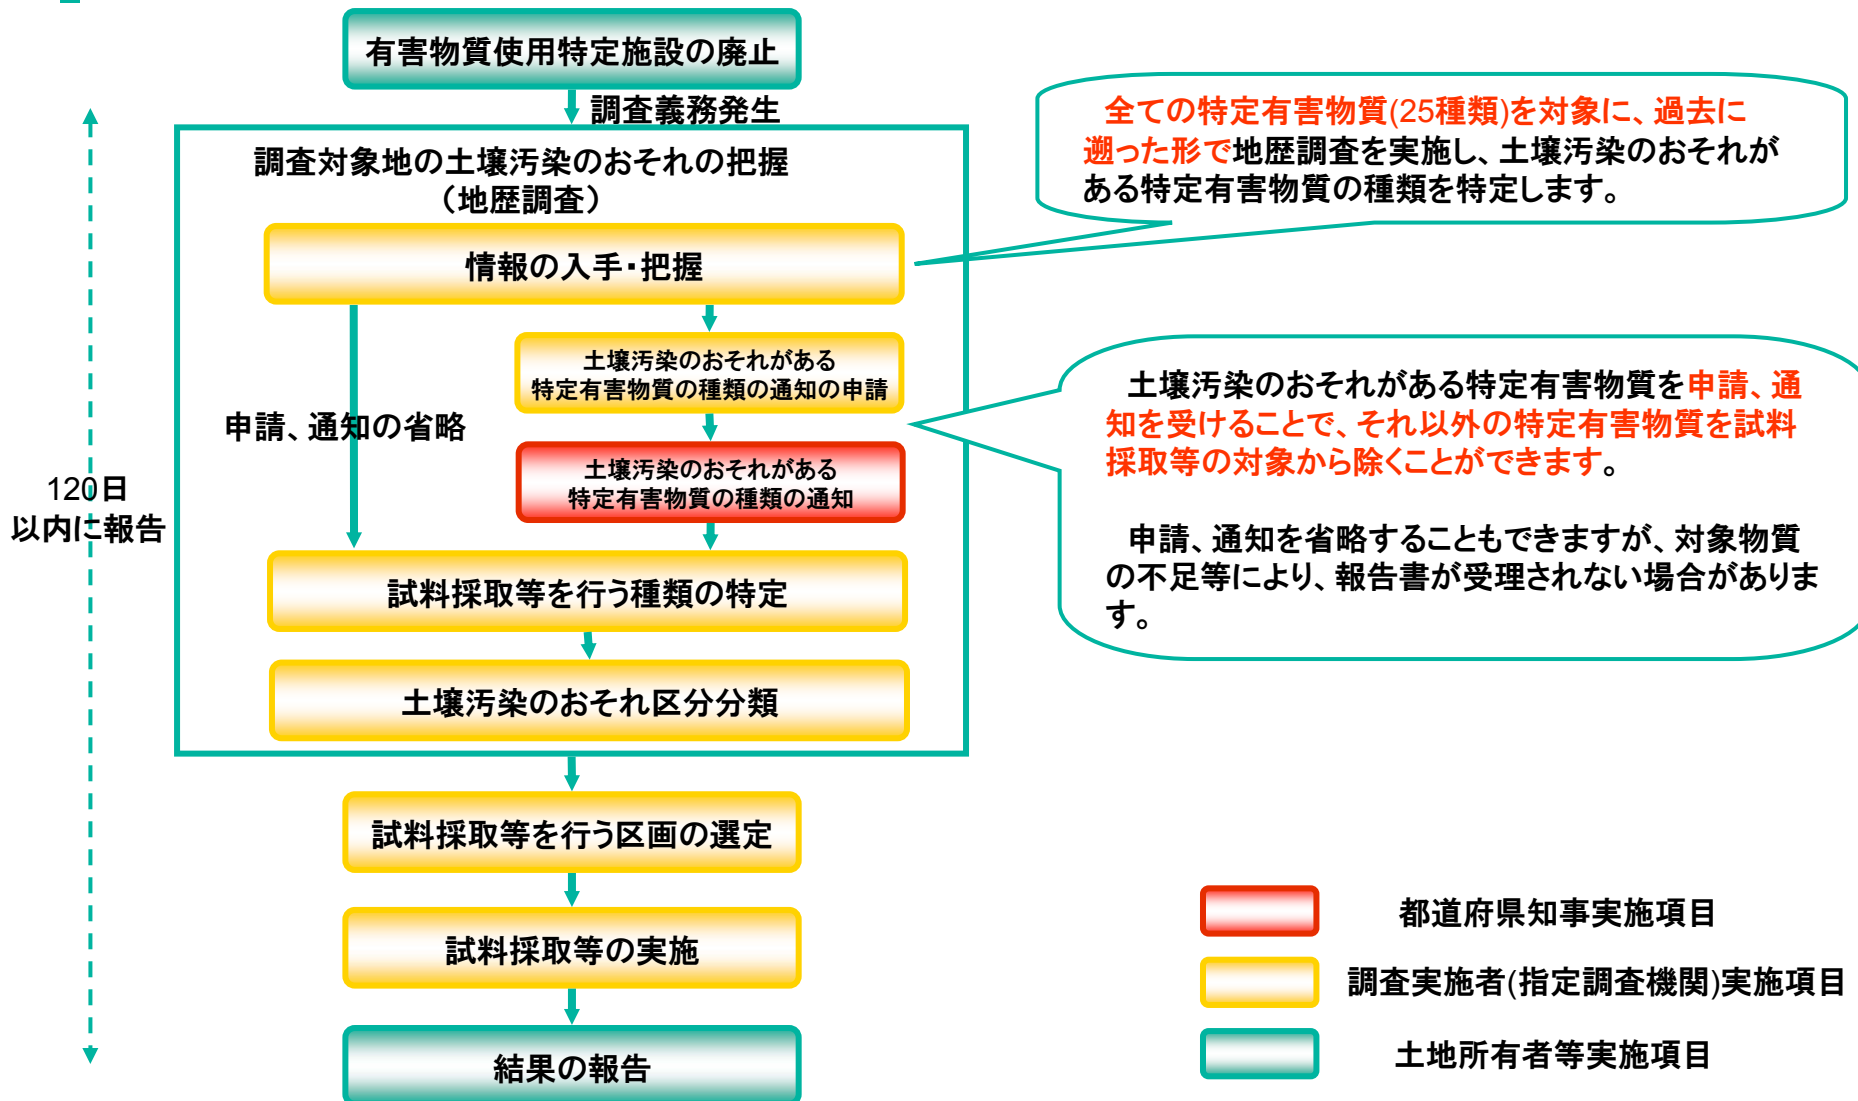 有害物質使用特定施設の廃止
調査義務発生
調査対象地の土壌汚染のおそれの把握
（地歴調査）
情報の入手・把握
土壌汚染のおそれがある
特定有害物質の種類の通知の申請
申請、通知の省略
土壌汚染のおそれがある
特定有害物質の種類の通知
試料採取等を行う種類の特定
土壌汚染のおそれ区分分類
試料採取等を行う区画の選定
試料採取等の実施
結果の報告
120日
以内に報告
全ての特定有害物質(25種類)を対象に、過去に
遡った形で地歴調査を実施し、土壌汚染のおそれが
ある特定有害物質の種類を特定します。
土壌汚染のおそれがある特定有害物質を申請、通
知を受けることで、それ以外の特定有害物質を試料
採取等の対象から除くことができます。
申請、通知を省略することもできますが、対象物質
の不足等により、報告書が受理されない場合がありま
す。
都道府県知事実施項目
調査実施者(指定調査機関)実施項目
土地所有者等実施項目